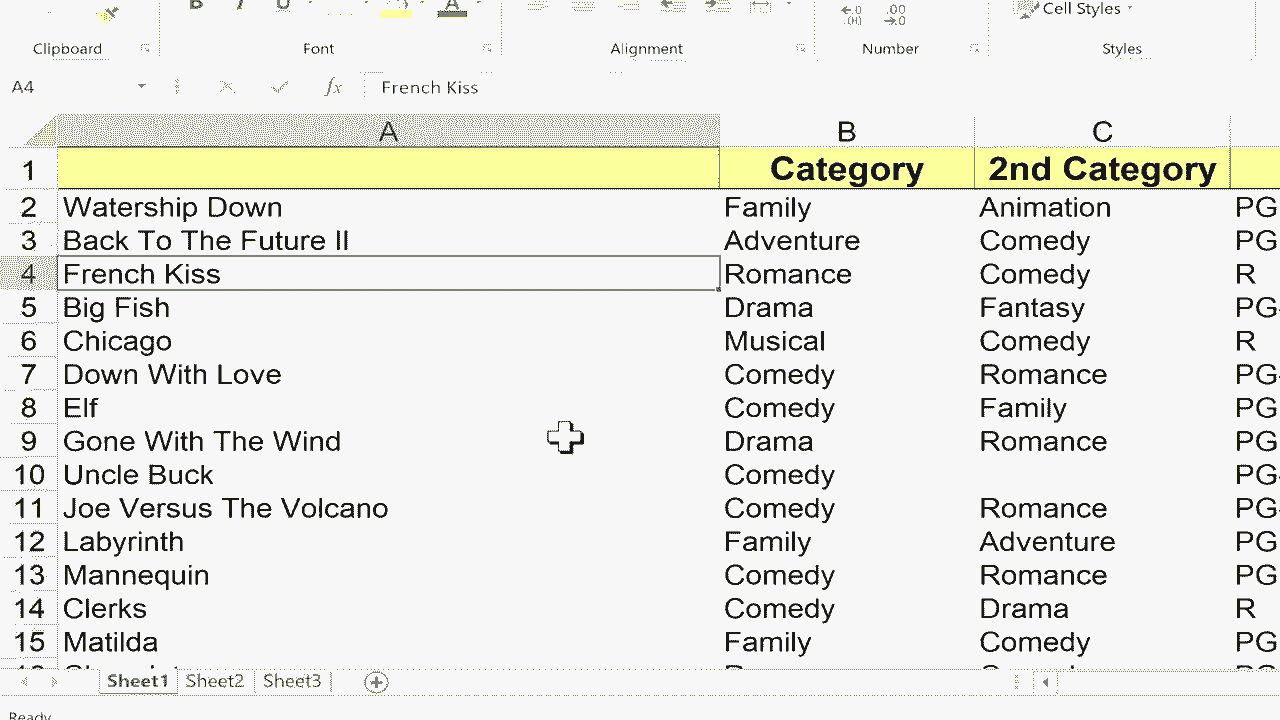 B I U A .00 .00 Cell Styles
Clipboard Font Alignment Number Styles
A4 fx French Kiss
A B C
1 Category 2nd Category
2 Watership Down Family Animation PG
3 Back To The Future II Adventure Comedy PG
4 French Kiss Romance Comedy R
5 Big Fish Drama Fantasy PG-
6 Chicago Musical Comedy R
7 Down With Love Comedy Romance PG-
8 Elf Comedy Family PG
9 Gone With The Wind Drama Romance PG
10 Uncle Buck Comedy PG-
11 Joe Versus The Volcano Comedy Romance PG-
12 Labyrinth Family Adventure PG
13 Mannequin Comedy Romance PG
14 Clerks Comedy Drama R
15 Matilda Family Comedy PG
Sheet1 Sheet2 Sheet3
Ready